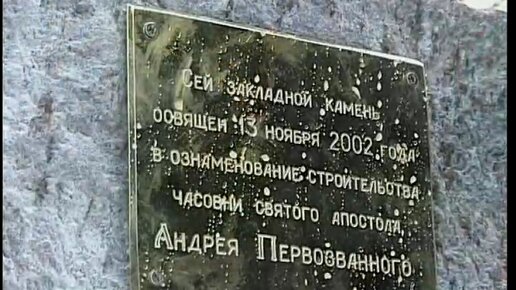 Сей закладной камень
освящен 13 ноября 2002 года
в ознаменование строительства
часовни святого апостола
Андрея Первозванного